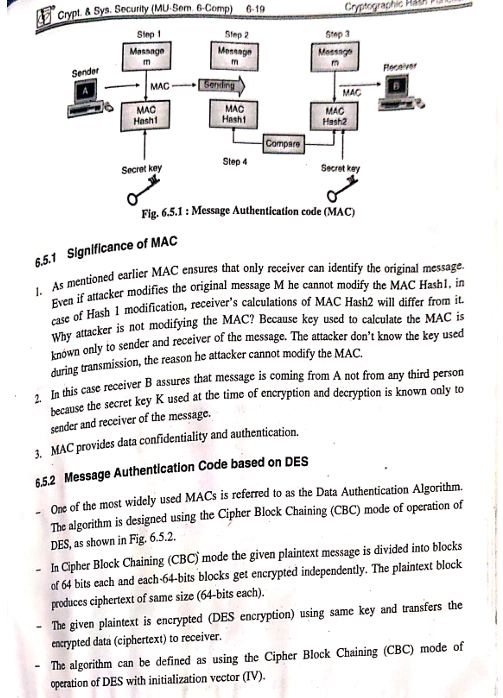 Crypt. & Sys. Security (MU-Sem. 6-Comp) 6-19
Cryptographic Hash
Step 1 Step 2 Step 3
Message Message Message
m m m
Sender
Receiver
A
B
MAC
Sending
MAC
MAC MAC MAC
Hash1 Hash1 Hash2
Compare
Secret key
Step 4
Secret key
Fig. 6.5.1 : Message Authentication code (MAC)
6.5.1 Significance of MAC
1. As mentioned earlier MAC ensures that only receiver can identify the original message.
Even if attacker modifies the original message M he cannot modify the MAC Hash1, in
case of Hash 1 modification, receiver's calculations of MAC Hash2 will differ from it.
Why attacker is not modifying the MAC? Because key used to calculate the MAC is
known only to sender and receiver of the message. The attacker don't know the key used
during transmission, the reason he attacker cannot modify the MAC.
2. In this case receiver B assures that message is coming from A not from any third person
because the secret key K used at the time of encryption and decryption is known only to
sender and receiver of the message.
3. MAC provides data confidentiality and authentication.
6.5.2 Message Authentication Code based on DES
- One of the most widely used MACs is referred to as the Data Authentication Algorithm.
The algorithm is designed using the Cipher Block Chaining (CBC) mode of operation of
DES, as shown in Fig. 6.5.2.
- In Cipher Block Chaining (CBC) mode the given plaintext message is divided into blocks
of 64 bits each and each 64-bits blocks get encrypted independently. The plaintext block
produces ciphertext of same size (64-bits each).
- The given plaintext is encrypted (DES encryption) using same key and transfers the
encrypted data (ciphertext) to receiver.
- The algorithm can be defined as using the Cipher Block Chaining (CBC) mode of
operation of DES with initialization vector (IV).